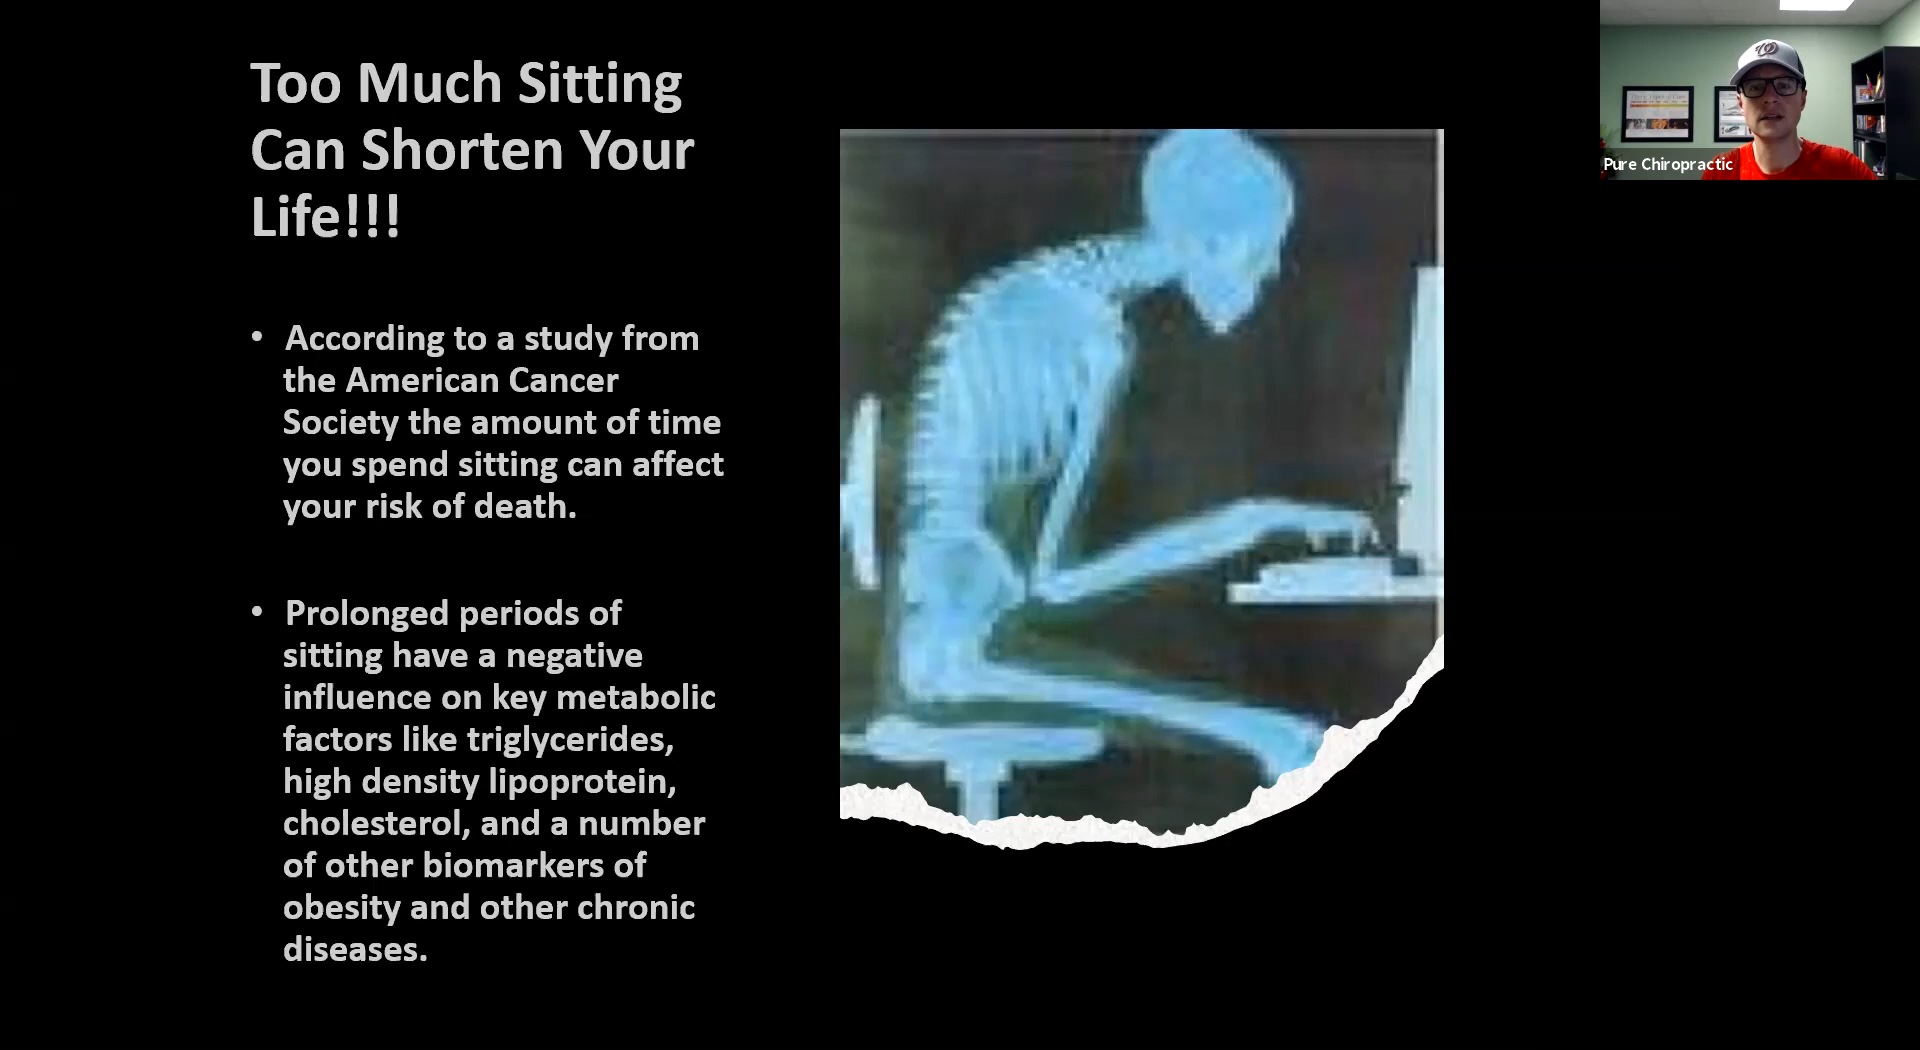 Too Much Sitting
Can Shorten Your
Life!!!
• According to a study from
the American Cancer
Society the amount of time
you spend sitting can affect
your risk of death.
• Prolonged periods of
sitting have a negative
influence on key metabolic
factors like triglycerides,
high density lipoprotein,
cholesterol, and a number
of other biomarkers of
obesity and other chronic
diseases.
Pure Chiropractic